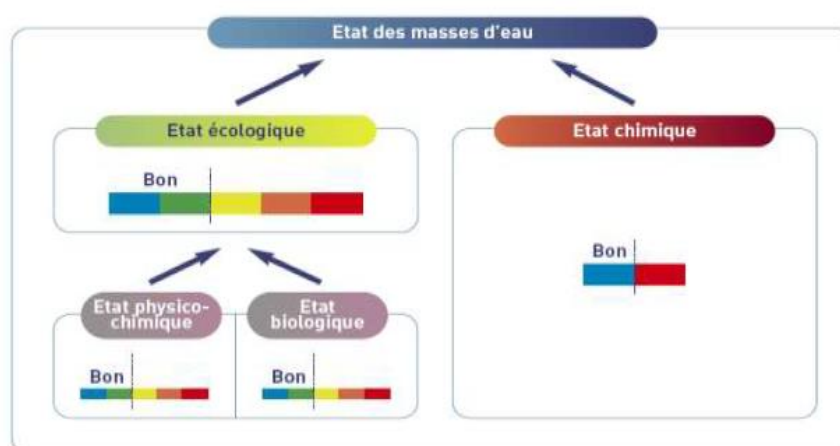 Etat des masses d'eau
Etat écologique
Etat chimique
Bon
Bon
Etat physico-
chimique
Etat
biologique
Bon
Bon